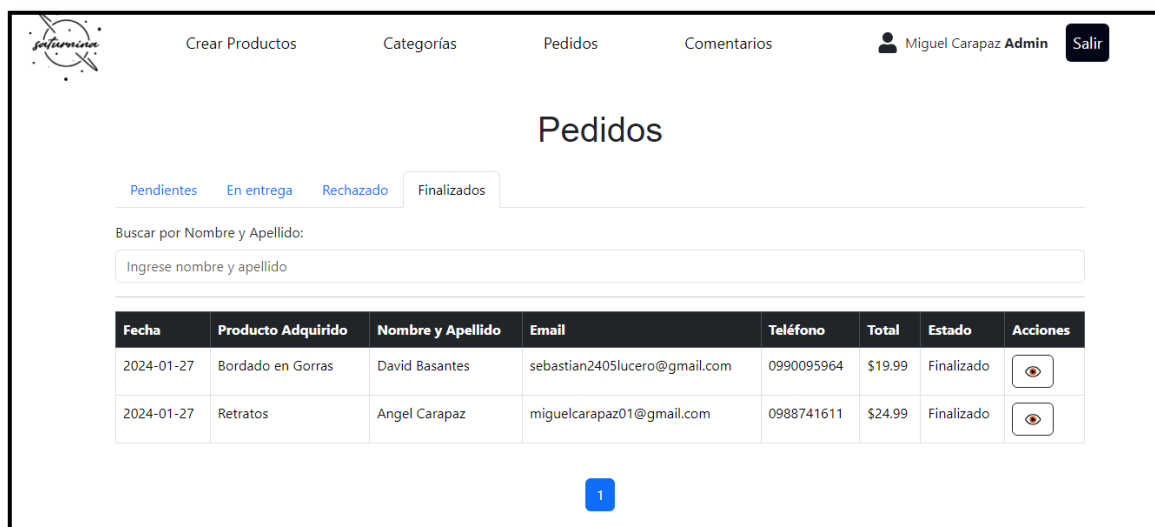 saturnina
Crear Productos Categorías Pedidos Comentarios Miguel Carapaz Admin Salir
Pedidos
Pendientes En entrega Rechazado Finalizados
Buscar por Nombre y Apellido:
Ingrese nombre y apellido
Fecha Producto Adquirido Nombre y Apellido Email Teléfono Total Estado Acciones
2024-01-27 Bordado en Gorras David Basantes sebastian2405lucero@gmail.com 0990095964 $19.99 Finalizado
2024-01-27 Retratos Angel Carapaz miguelcarapaz01@gmail.com 0988741611 $24.99 Finalizado
1